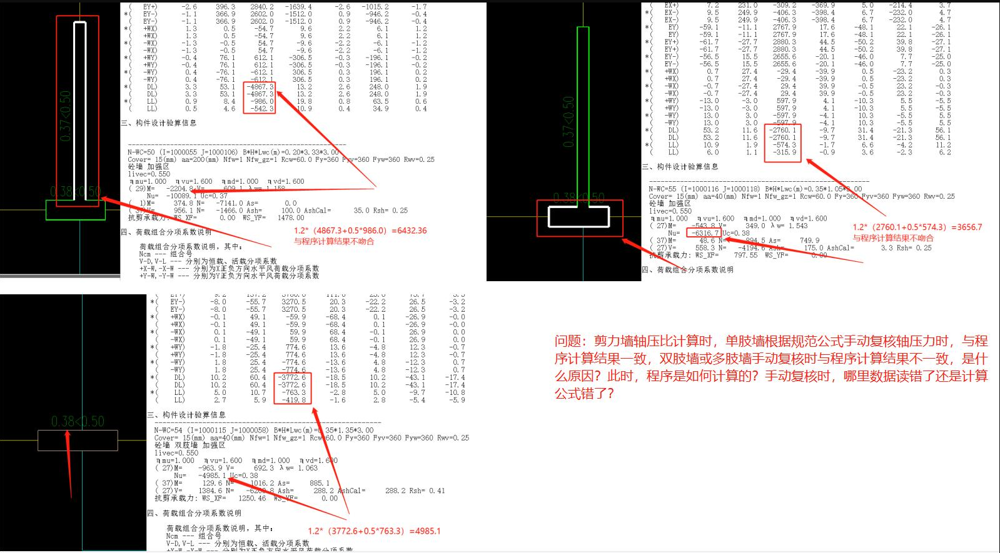 ( EY+) -2.6 396.3 2840.2 -1639.4 -2.6 -1015.2 -1.7
*( EY-) -1.1 366.9 2602.0 -1512.0 0.9 -946.2 -0.4
( EY-) -1.1 366.9 2602.0 -1512.0 0.9 -946.2 -0.4
*( +WX) 1.3 0.5 -54.7 9.6 2.2 6.1 1.2
( +WX) 1.3 0.5 -54.7 9.6 2.2 6.1 1.2
*( -WX) -1.3 -0.5 54.7 -9.6 -2.2 -6.1 -1.2
( -WX) -1.3 -0.5 54.7 -9.6 -2.2 -6.1 -1.2
*( +WY) -0.4 76.1 612.1 -306.5 -0.3 -196.1 -0.2
( +WY) -0.4 76.1 612.1 -306.5 -0.3 -196.1 -0.2
*( -WY) 0.4 -76.1 -612.1 306.5 0.3 196.1 0.2
( -WY) 0.4 -76.1 -612.1 306.5 0.3 196.1 0.2
*( DL) 3.3 53.1 -4867.3 13.2 2.6 248.0 1.9
( DL) 3.3 53.1 -4867.3 13.2 2.6 248.0 1.9
*( LL) 0.9 8.4 -986.0 19.8 0.8 63.5 0.6
( LL) 0.5 4.6 -542.3 10.9 0.4 34.9 0.4
三、构件设计验算信息
N-WC=50 (I=1000055 J=1000106) B*H*Lwc(m)=0.20*3.33*3.00
Cover= 15(mm) aa=200(mm) Nfw=1 Nfw_gz=1 Rcw=60.0 Fy=360 Fyv=360 Fyw=360 Rwv=0.25
砼墙 加强区
livec=0.550
ηmu=1.000 ηvu=1.600 ηmd=1.000 ηvd=1.600
( 29)M= -2204.8 V= 609.1 λw= 1.158
Nu= -10089.1 Uc=0.37
( 1)M= 374.8 N= -7141.0 As= 0.0
956.1 N= -1466.0 Ash= 100.0 AshCal= 35.0 Rsh= 0.25
抗剪承载力: WS_XF= 0.00 WS_YF= 1478.00
1.2*（4867.3+0.5*986.0）=6432.36
与程序计算结果不吻合
四、荷载组合分项系数说明
荷载组合分项系数说明，其中：
Ncm --- 组合号
V-D,V-L --- 分别为恒载、活载分项系数
+X-W,-X-W --- 分别为X正负方向水平风荷载分项系数
+Y-W,-Y-W --- 分别为Y正负方向水平风荷载分项系数
0.37<0.50
0.38<0.50
( EX+) 7.2 231.0 -309.2 -369.9 5.0 -214.4 3.7
*( EX-) 9.5 249.9 -406.3 -398.4 6.7 -232.0 4.7
( EX-) 9.5 249.9 -406.3 -398.4 6.7 -232.0 4.7
*( EY) -59.1 -11.1 2767.9 17.6 -48.1 22.1 -26.1
( EY) -59.1 -11.1 2767.9 17.6 -48.1 22.1 -26.1
*( EY+) -61.7 -27.7 2880.3 44.5 -50.2 39.8 -27.1
( EY+) -61.7 -27.7 2880.3 44.5 -50.2 39.8 -27.1
*( EY-) -56.5 15.5 2655.6 -20.1 -46.0 7.7 -25.0
( EY-) -56.5 15.5 2655.6 -20.1 -46.0 7.7 -25.0
*( +WX) 0.7 27.4 -29.4 -39.9 0.5 -23.2 0.3
( +WX) 0.7 27.4 -29.4 -39.9 0.5 -23.2 0.3
*( -WX) -0.7 -27.4 29.4 39.9 -0.5 23.2 -0.3
( -WX) -0.7 -27.4 29.4 39.9 -0.5 23.2 -0.3
*( +WY) -13.0 -3.0 597.9 4.1 -10.3 5.5 -5.5
( +WY) -13.0 -3.0 597.9 4.1 -10.3 5.5 -5.5
*( -WY) 13.0 3.0 -597.9 -4.1 10.3 -5.5 5.5
( -WY) 13.0 3.0 -597.9 -4.1 10.3 -5.5 5.5
*( DL) 53.2 11.6 -2760.1 -9.7 31.4 -21.3 56.1
( DL) 53.2 11.6 -2760.1 -9.7 31.4 -21.3 56.1
*( LL) 10.9 1.9 -574.3 -1.7 6.6 -4.2 11.2
( LL) 6.0 1.1 -315.9 -0.9 3.6 -2.3 6.2
三、构件设计验算信息
N-WC=55 (I=1000116 J=1000118) B*H*Lwc(m)=0.35*1.05*3.00
Cover= 15(mm) aa=40(mm) Nfw=1 Nfw_gz=1 Rcw=60.0 Fy=360 Fyv=360 Fyw=360 Rwv=0.25
砼墙 加强区
livec=0.550
ηmu=1.000 ηvu=1.600 ηmd=1.000 ηvd=1.600
( 27)M= -543.8 V= 349.0 λw= 1.543
Nu= -6316.7 Uc=0.38
( 37)M= 48.6 N= 894.5 As= 749.9
( 27)V= 558.3 N= -4194.6 Ash= 175.0 AshCal= 3.3 Rsh= 0.25
抗剪承载力: WS_XF= 797.55 WS_YF= 0.00
1.2*（2760.1+0.5*574.3）=3656.7
与程序计算结果不吻合
四、荷载组合分项系数说明
0.37<0.50
0.38<0.50
*( EY-) -8.0 -55.7 3270.5 20.3 -22.2 26.5 -3.2
( EY-) -8.0 -55.7 3270.5 20.3 -22.2 26.5 -3.2
*( +WX) -0.1 49.1 -59.9 -68.4 0.1 -26.9 -0.0
( +WX) -0.1 49.1 -59.9 -68.4 0.1 -26.9 -0.0
*( -WX) 0.1 -49.1 59.9 68.4 -0.1 26.9 0.0
( -WX) 0.1 -49.1 59.9 68.4 -0.1 26.9 0.0
*( +WY) -1.8 -25.4 774.6 13.6 -4.8 12.3 -0.7
( +WY) -1.8 -25.4 774.6 13.6 -4.8 12.3 -0.7
*( -WY) 1.8 25.4 -774.6 -13.6 4.8 -12.3 0.7
( -WY) 1.8 25.4 -774.6 -13.6 4.8 -12.3 0.7
*( DL) 10.2 60.4 -3772.6 -18.5 10.2 -43.1 -17.4
( DL) 10.2 60.4 -3772.6 -18.5 10.2 -43.1 -17.4
*( LL) 5.0 10.7 -763.3 -2.8 5.0 -9.7 -10.8
( LL) 2.7 5.9 -419.8 -1.6 2.8 -5.4 -5.9
三、构件设计验算信息
N-WC=54 (I=1000115 J=1000058) B*H*Lwc(m)=0.35*1.35*3.00
Cover= 15(mm) aa=40(mm) Nfw=1 Nfw_gz=1 Rcw=60.0 Fy=360 Fyv=360 Fyw=360 Rwv=0.25
砼墙 双肢墙 加强区
livec=0.550
ηmu=1.000 ηvu=1.600 ηmd=1.000 ηvd=1.600
( 27)M= -963.9 V= 692.3 λw= 1.063
Nu= -4985.1 Uc=0.38
( 37)M= 129.6 N= 1016.2 As= 885.1
( 27)V= 1384.6 N= Ash= 288.2 AshCal= 288.2 Rsh= 0.41
抗剪承载力: WS_XF= 1250.46 WS_YF= 0.00
四、荷载组合分项系数说明
荷载组合分项系数说明，其中：
Ncm --- 组合号
V-D,V-L --- 分别为恒载、活载分项系数
+X-W,-X-W --- 分别为X正负方向水平风荷载分项系数
1.2*（3772.6+0.5*763.3）=4985.1
0.38<0.50
问题：剪力墙轴压比计算时，单肢墙根据规范公式手动复核轴压力时，与程
序计算结果一致，双肢墙或多肢墙手动复核时与程序计算结果不一致，是什
么原因？此时，程序是如何计算的？手动复核时，哪里数据读错了还是计算
公式错了？